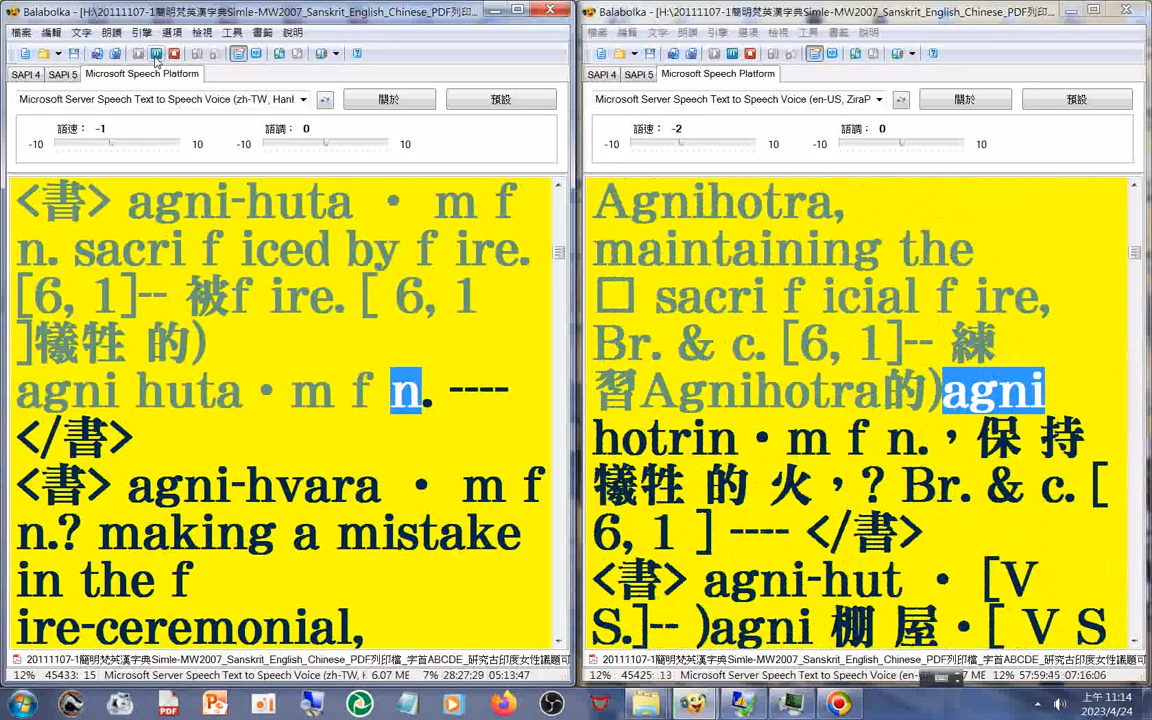 Balabolka - [H:\20111107-1簡明梵英漢字典Simle-MW2007_Sanskrit_English_Chinese_PDF列印...
檔案 編輯 文字 朗讀 引擎 選項 檢視 工具 書籤 說明
SAPI 4 SAPI 5 Microsoft Speech Platform
Microsoft Server Speech Text to Speech Voice (zh-TW, Hanl
關於 預設
語速： -1 語調： 0
-10 10 -10 10
<書> agni-huta • m f
n. sacri f iced by f ire.
[6, 1]-- 被f ire. [ 6, 1
]犧牲 的)
agni huta • m f n. ----
</書>
<書> agni-hvara • m f
n.? making a mistake
in the f
ire-ceremonial,
20111107-1簡明梵英漢字典Simle-MW2007_Sanskrit_English_Chinese_PDF列印檔_字首ABCDE_研究古印度女性議題可
12% 45433: 15 Microsoft Server Speech Text to Speech Voice (zh-TW, H 6.07 ME 7% 28:27:29 05:13:47
Balabolka - [H:\20111107-1簡明梵英漢字典Simle-MW2007_Sanskrit_English_Chinese_PDF列印...
檔案 編輯 文字 朗讀 引擎 選項 檢視 工具 書籤 說明
SAPI 4 SAPI 5 Microsoft Speech Platform
Microsoft Server Speech Text to Speech Voice (en-US, ZiraP
關於 預設
語速： -2 語調： 0
-10 10 -10 10
Agnihotra,
maintaining the
□ sacri f icial f ire,
Br. & c. [6, 1]-- 練
習Agnihotra的)agni
hotrin • m f n.，保 持
犧牲 的 火，? Br. & c. [
6, 1 ] ---- </書>
<書> agni-hut • [V
S.]-- )agni 棚 屋 • [ V S
20111107-1簡明梵英漢字典Simle-MW2007_Sanskrit_English_Chinese_PDF列印檔_字首ABCDE_研究古印度女性議題可
12% 45425: 13 Microsoft Server Speech Text to Speech Voice (en-US 12% 57:59:45 07:16:06
PDF
上午 11:14
2023/4/24